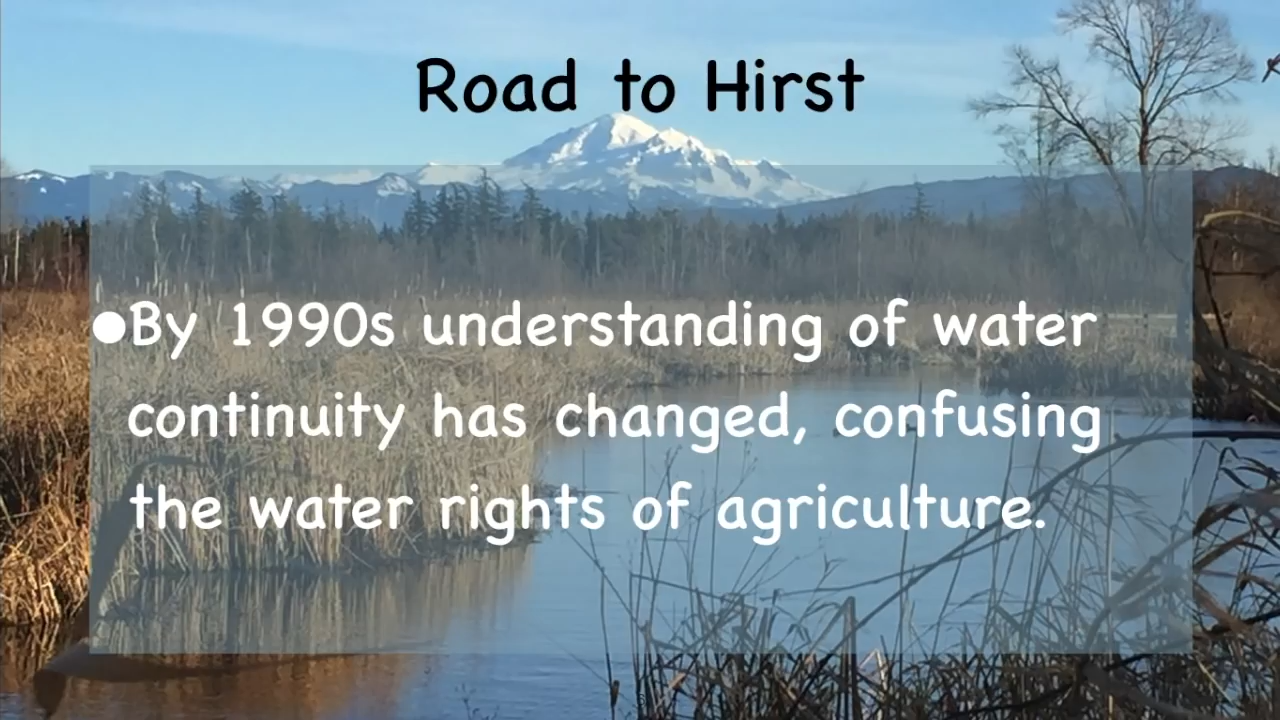 Road to Hirst
•By 1990s understanding of water
continuity has changed, confusing
the water rights of agriculture.